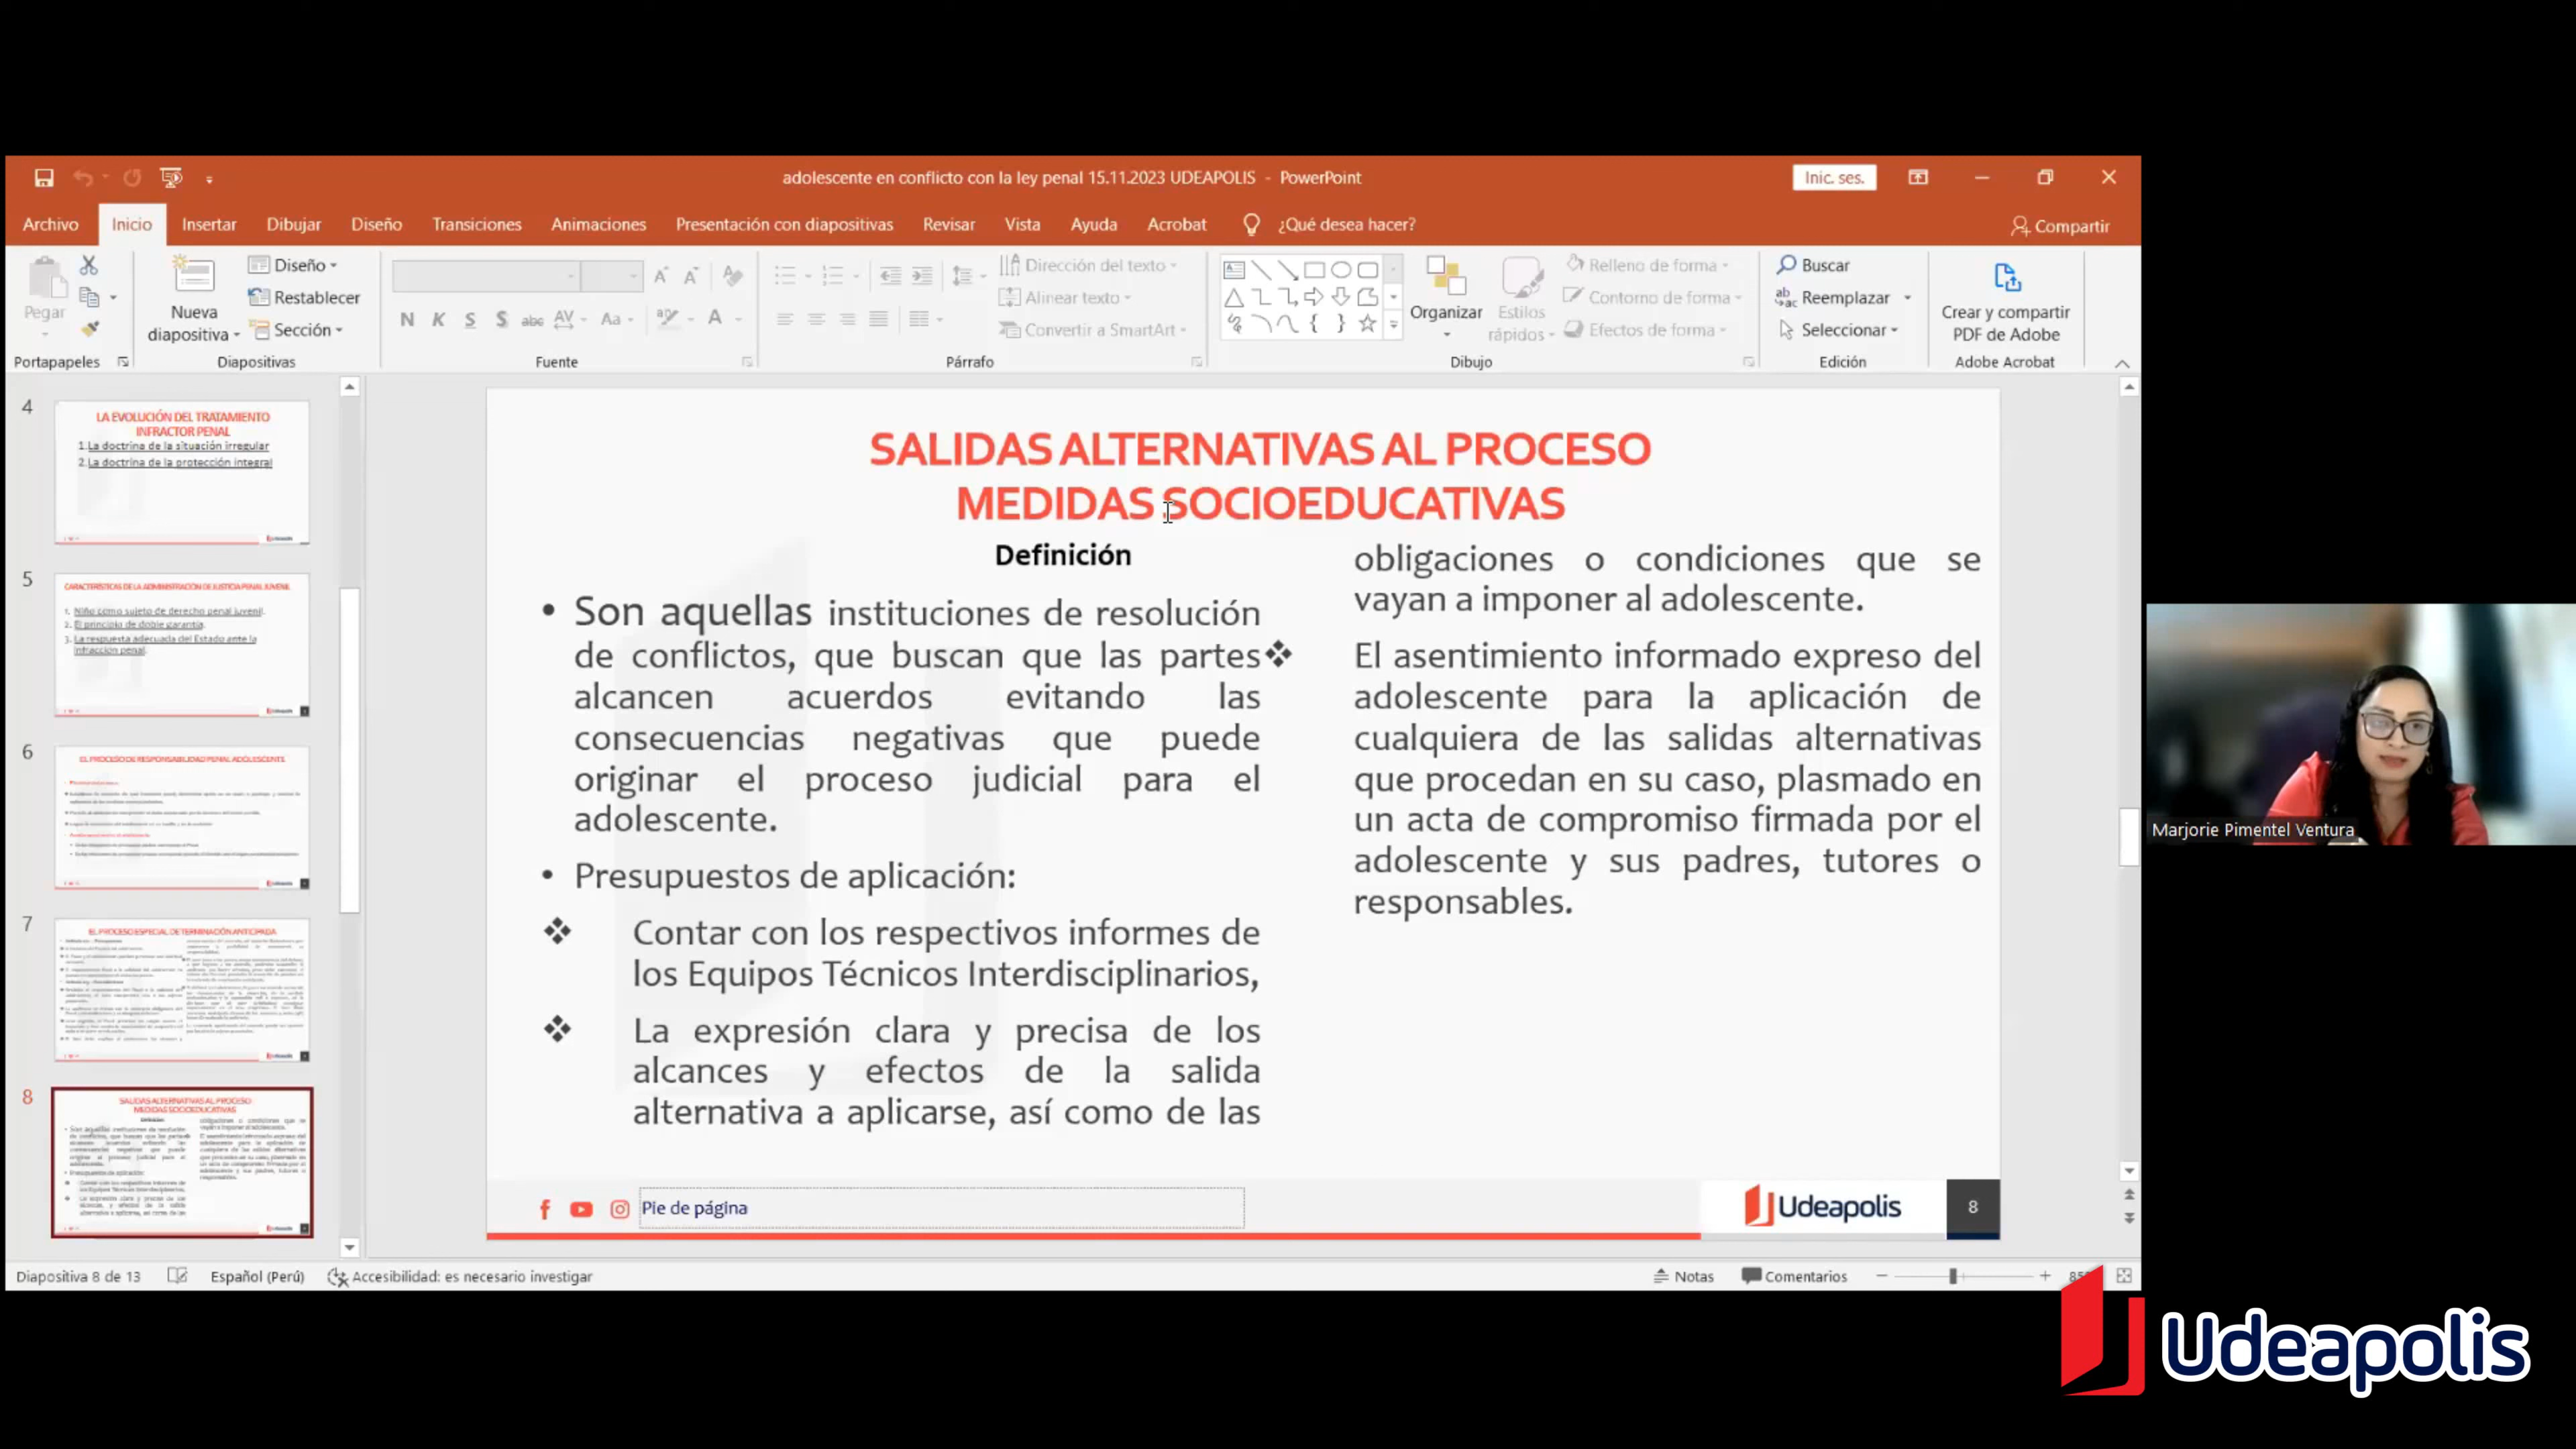 adolescente en conflicto con la ley penal 15.11.2023 UDEAPOLIS - PowerPoint
Inic. ses.
Archivo Inicio Insertar Dibujar Diseño Transiciones Animaciones Presentación con diapositivas Revisar Vista Ayuda Acrobat ¿Qué desea hacer? Compartir
Pegar
Nueva
diapositiva
Diseño
Restablecer
Sección
N K S S abc AV Aa A
Dirección del texto
Alinear texto
Convertir a SmartArt
Organizar
Estilos
rápidos
Relleno de forma
Contorno de forma
Efectos de forma
Buscar
Reemplazar
Seleccionar
Crear y compartir
PDF de Adobe
Portapapeles Diapositivas Fuente Párrafo Dibujo Edición Adobe Acrobat
4
LA EVOLUCIÓN DEL TRATAMIENTO
INFRACTOR PENAL
1. La doctrina de la situación irregular
2. La doctrina de la protección integral
5
CARACTERÍSTICAS DE LA ADMINISTRACIÓN DE JUSTICIA PENAL JUVENIL
1. Niño como sujeto de derecho penal juvenil.
2. El principio de doble garantía.
3. La respuesta adecuada del Estado ante la
infracción penal.
6
EL PROCESO DE RESPONSABILIDAD PENAL ADOLESCENTE
7
EL PROCESO ESPECIAL DE TERMINACIÓN ANTICIPADA
8
SALIDAS ALTERNATIVAS AL PROCESO
MEDIDAS SOCIOEDUCATIVAS
SALIDAS ALTERNATIVAS AL PROCESO
MEDIDAS SOCIOEDUCATIVAS
Definición
• Son aquellas instituciones de resolución
de conflictos, que buscan que las partes
alcancen acuerdos evitando las
consecuencias negativas que puede
originar el proceso judicial para el
adolescente.
• Presupuestos de aplicación:
❖ Contar con los respectivos informes de
los Equipos Técnicos Interdisciplinarios,
❖ La expresión clara y precisa de los
alcances y efectos de la salida
alternativa a aplicarse, así como de las
obligaciones o condiciones que se
vayan a imponer al adolescente.
❖ El asentimiento informado expreso del
adolescente para la aplicación de
cualquiera de las salidas alternativas
que procedan en su caso, plasmado en
un acta de compromiso firmada por el
adolescente y sus padres, tutores o
responsables.
Pie de página
Udeapolis
8
Marjorie Pimentel Ventura
Diapositiva 8 de 13 Español (Perú) Accesibilidad: es necesario investigar Notas Comentarios
Udeapolis